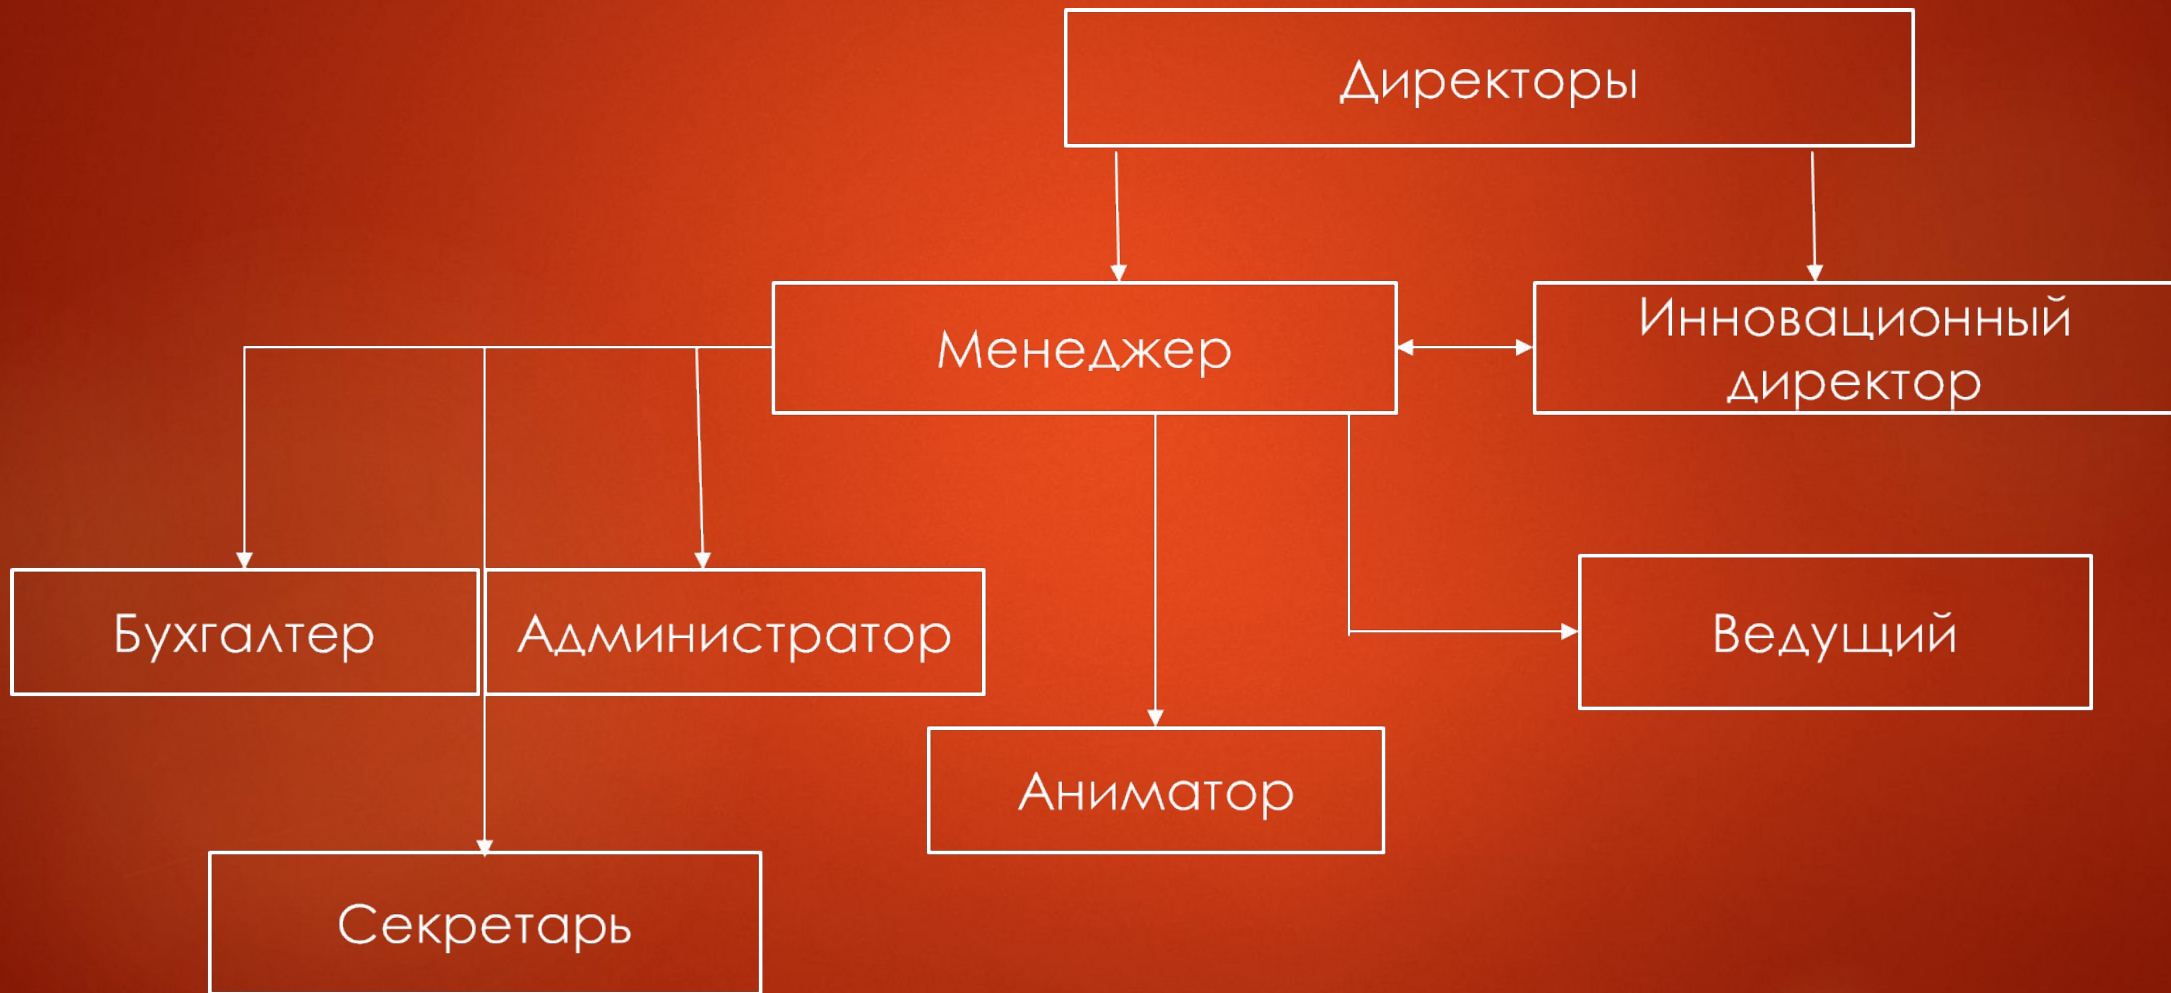 Директоры
Менеджер
Инновационный
директор
Бухгалтер
Администратор
Ведущий
Аниматор
Секретарь